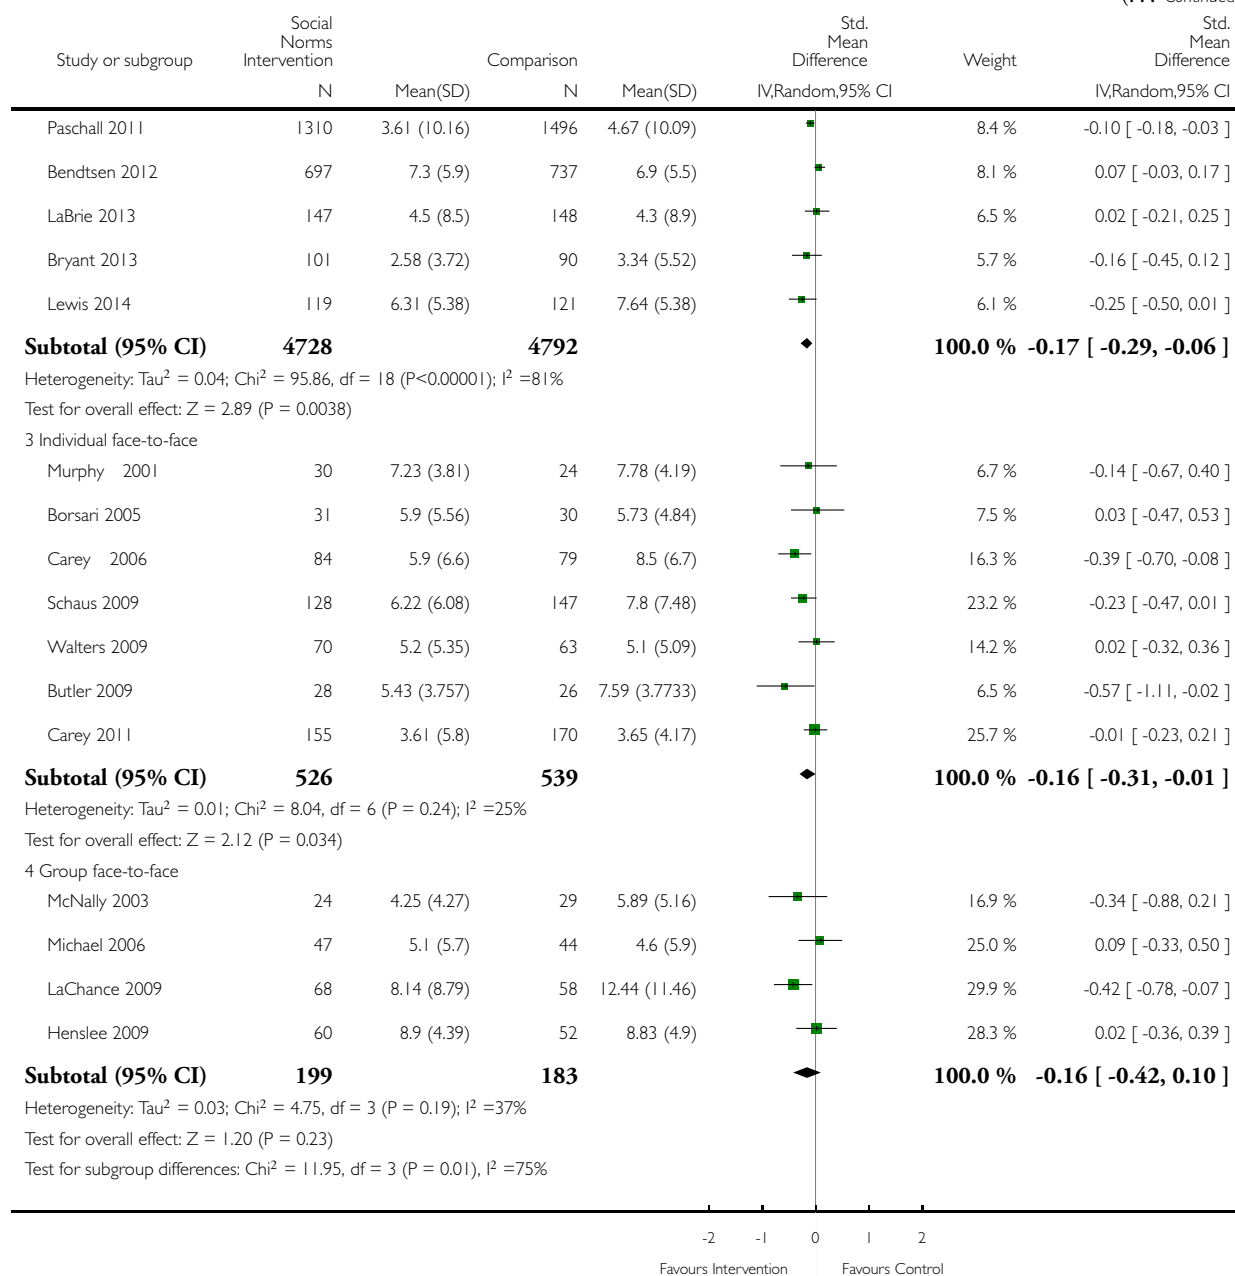 Social Norms Intervention Comparison Std. Mean Difference Weight Std. Mean Difference
Study or subgroup
N Mean(SD) N Mean(SD) IV,Random,95% CI IV,Random,95% CI
Paschall 2011 1310 3.61 (10.16) 1496 4.67 (10.09) 8.4 % -0.10 [ -0.18, -0.03 ]
Bendtsen 2012 697 7.3 (5.9) 737 6.9 (5.5) 8.1 % 0.07 [ -0.03, 0.17 ]
LaBrie 2013 147 4.5 (8.5) 148 4.3 (8.9) 6.5 % 0.02 [ -0.21, 0.25 ]
Bryant 2013 101 2.58 (3.72) 90 3.34 (5.52) 5.7 % -0.16 [ -0.45, 0.12 ]
Lewis 2014 119 6.31 (5.38) 121 7.64 (5.38) 6.1 % -0.25 [ -0.50, 0.01 ]
Subtotal (95% CI) 4728 4792 100.0 % -0.17 [ -0.29, -0.06 ]
Heterogeneity: Tau² = 0.04; Chi² = 95.86, df = 18 (P<0.00001); I² =81%
Test for overall effect: Z = 2.89 (P = 0.0038)
3 Individual face-to-face
Murphy 2001 30 7.23 (3.81) 24 7.78 (4.19) 6.7 % -0.14 [ -0.67, 0.40 ]
Borsari 2005 31 5.9 (5.56) 30 5.73 (4.84) 7.5 % 0.03 [ -0.47, 0.53 ]
Carey 2006 84 5.9 (6.6) 79 8.5 (6.7) 16.3 % -0.39 [ -0.70, -0.08 ]
Schaus 2009 128 6.22 (6.08) 147 7.8 (7.48) 23.2 % -0.23 [ -0.47, 0.01 ]
Walters 2009 70 5.2 (5.35) 63 5.1 (5.09) 14.2 % 0.02 [ -0.32, 0.36 ]
Butler 2009 28 5.43 (3.757) 26 7.59 (3.7733) 6.5 % -0.57 [ -1.11, -0.02 ]
Carey 2011 155 3.61 (5.8) 170 3.65 (4.17) 25.7 % -0.01 [ -0.23, 0.21 ]
Subtotal (95% CI) 526 539 100.0 % -0.16 [ -0.31, -0.01 ]
Heterogeneity: Tau² = 0.01; Chi² = 8.04, df = 6 (P = 0.24); I² =25%
Test for overall effect: Z = 2.12 (P = 0.034)
4 Group face-to-face
McNally 2003 24 4.25 (4.27) 29 5.89 (5.16) 16.9 % -0.34 [ -0.88, 0.21 ]
Michael 2006 47 5.1 (5.7) 44 4.6 (5.9) 25.0 % 0.09 [ -0.33, 0.50 ]
LaChance 2009 68 8.14 (8.79) 58 12.44 (11.46) 29.9 % -0.42 [ -0.78, -0.07 ]
Henslee 2009 60 8.9 (4.39) 52 8.83 (4.9) 28.3 % 0.02 [ -0.36, 0.39 ]
Subtotal (95% CI) 199 183 100.0 % -0.16 [ -0.42, 0.10 ]
Heterogeneity: Tau² = 0.03; Chi² = 4.75, df = 3 (P = 0.19); I² =37%
Test for overall effect: Z = 1.20 (P = 0.23)
Test for subgroup differences: Chi² = 11.95, df = 3 (P = 0.01), I² =75%
-2 -1 0 1 2
Favours Intervention Favours Control